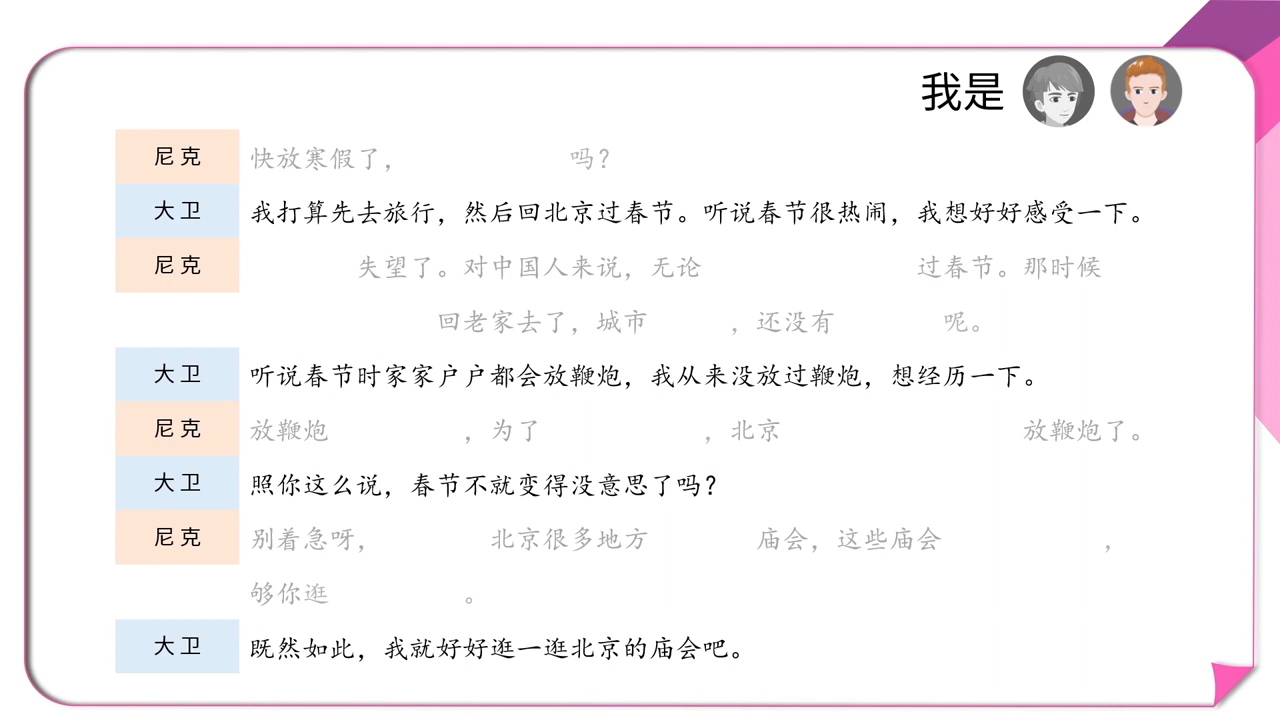 我是
尼克 快放寒假了， 吗？
大卫 我打算先去旅行，然后回北京过春节。听说春节很热闹，我想好好感受一下。
尼克 失望了。对中国人来说，无论 过春节。那时候
回老家去了，城市 ，还没有 呢。
大卫 听说春节时家家户户都会放鞭炮，我从来没放过鞭炮，想经历一下。
尼克 放鞭炮 ，为了 ，北京 放鞭炮了。
大卫 照你这么说，春节不就变得没意思了吗？
尼克 别着急呀， 北京很多地方 庙会，这些庙会 ，
够你逛 。
大卫 既然如此，我就好好逛一逛北京的庙会吧。